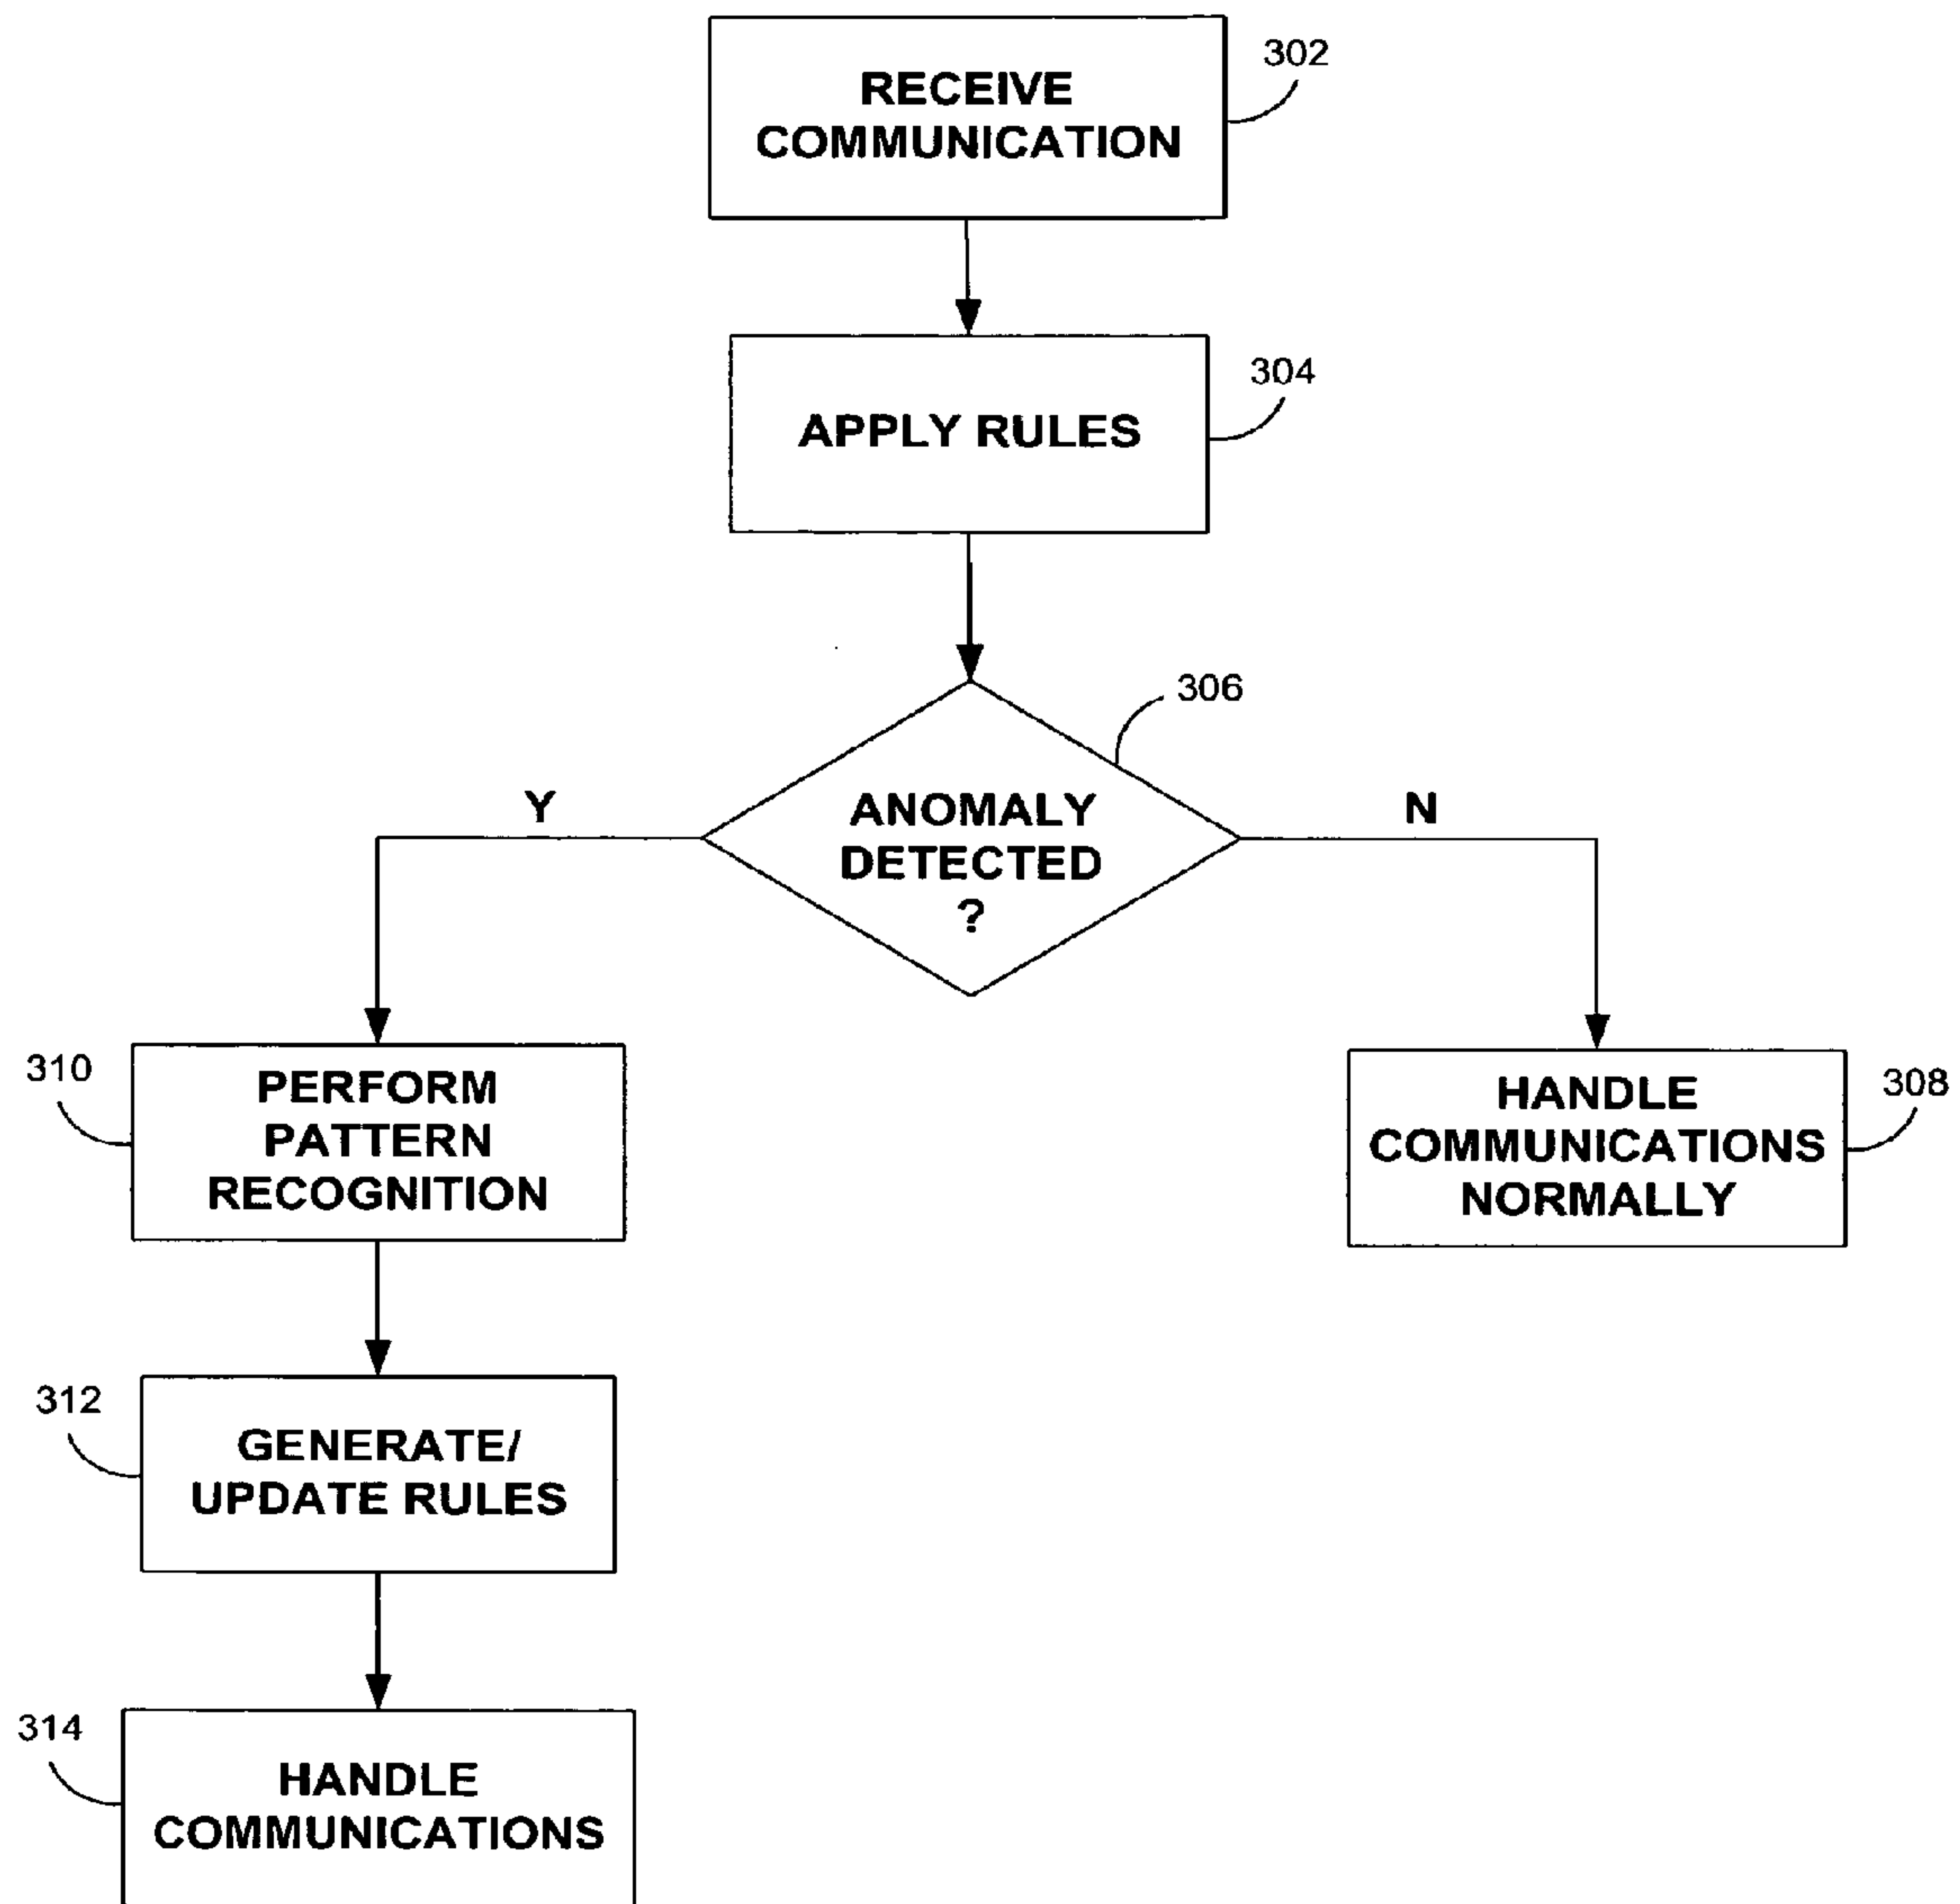 RECEIVE
COMMUNICATION
302
APPLY RULES
304
306
ANOMALY
DETECTED
?
Y
N
310
PERFORM
PATTERN
RECOGNITION
HANDLE
COMMUNICATIONS
NORMALLY
308
312
GENERATE/
UPDATE RULES
314
HANDLE
COMMUNICATIONS